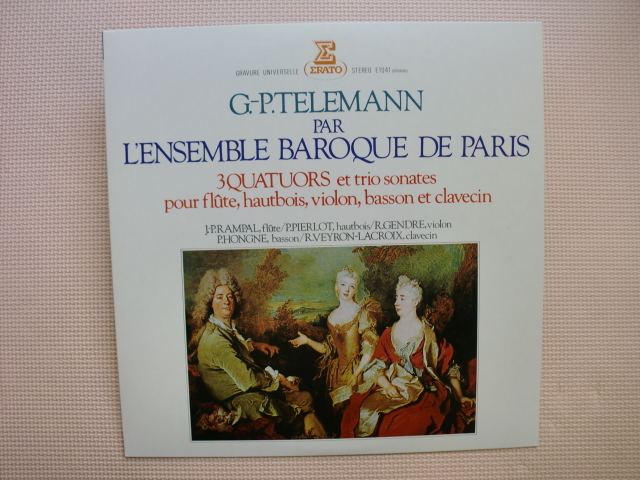 GRAVURE UNIVERSELLE ERATO STEREO E1041
G.-P.TELEMANN
PAR
L'ENSEMBLE BAROQUE DE PARIS
3 QUATUORS et trio sonates
pour flûte, hautbois, violon, basson et clavecin
J.-P.RAMPAL, flûte/P.PIERLOT, hautbois/R.GENDRE, violon
P.HONGNE, basson/R.VEYRON-LACROIX, clavecin